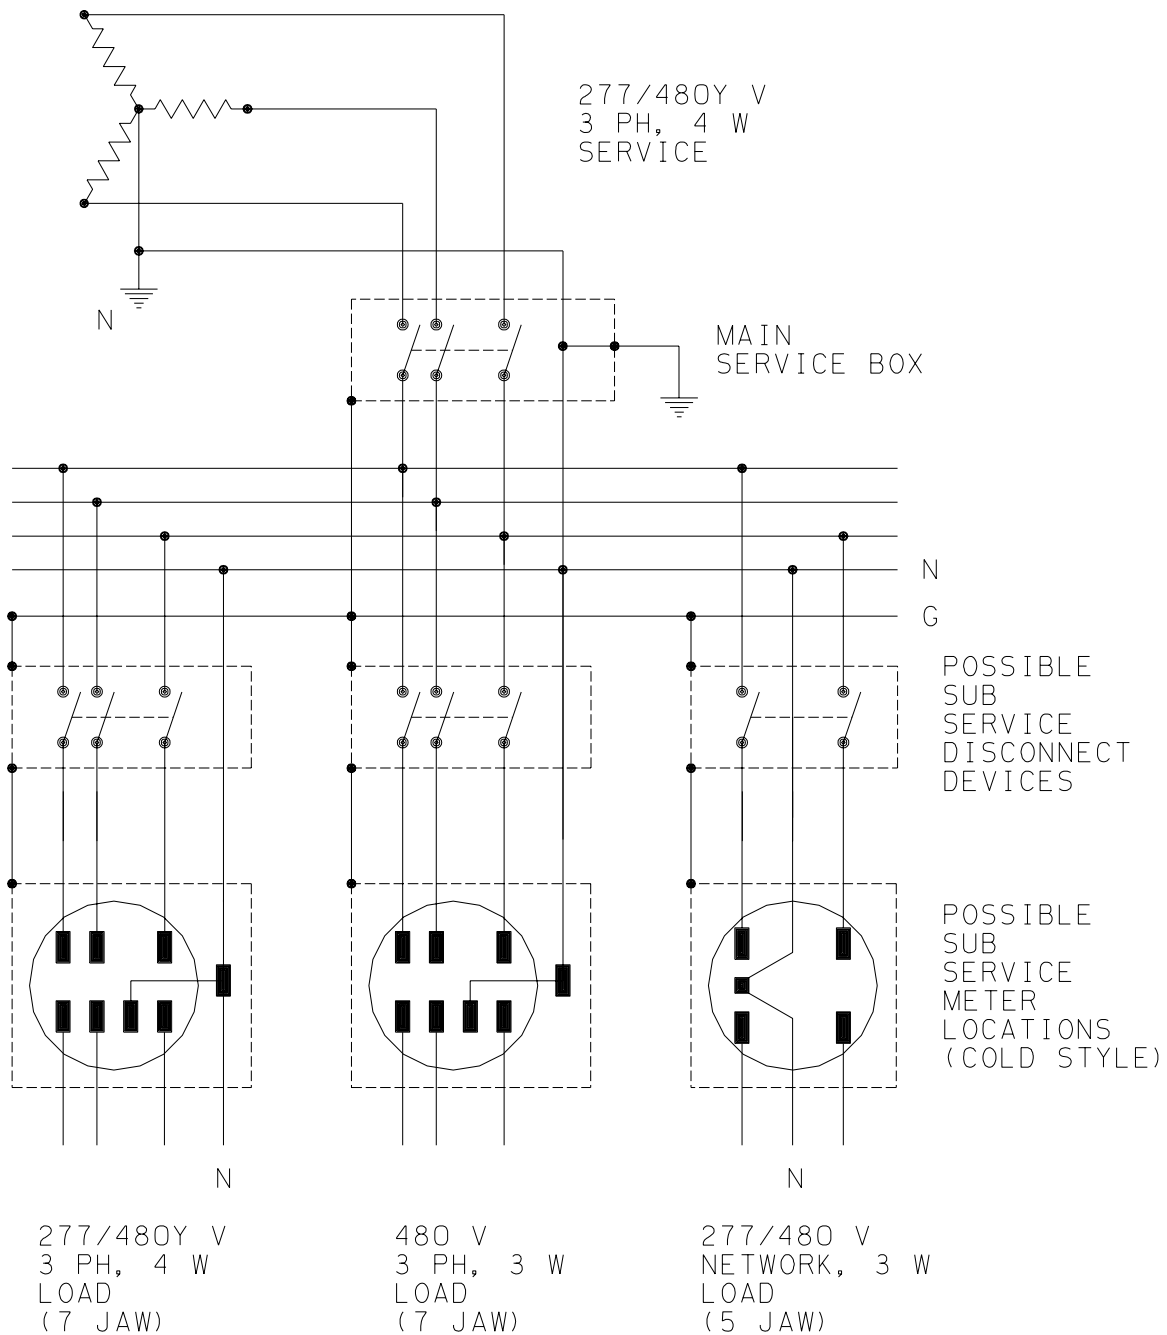 277/480Y V
3 PH, 4 W
SERVICE
N
MAIN
SERVICE BOX
N
G
POSSIBLE
SUB
SERVICE
DISCONNECT
DEVICES
POSSIBLE
SUB
SERVICE
METER
LOCATIONS
(COLD STYLE)
N
N
277/480Y V
3 PH, 4 W
LOAD
(7 JAW)
480 V
3 PH, 3 W
LOAD
(7 JAW)
277/480 V
NETWORK, 3 W
LOAD
(5 JAW)